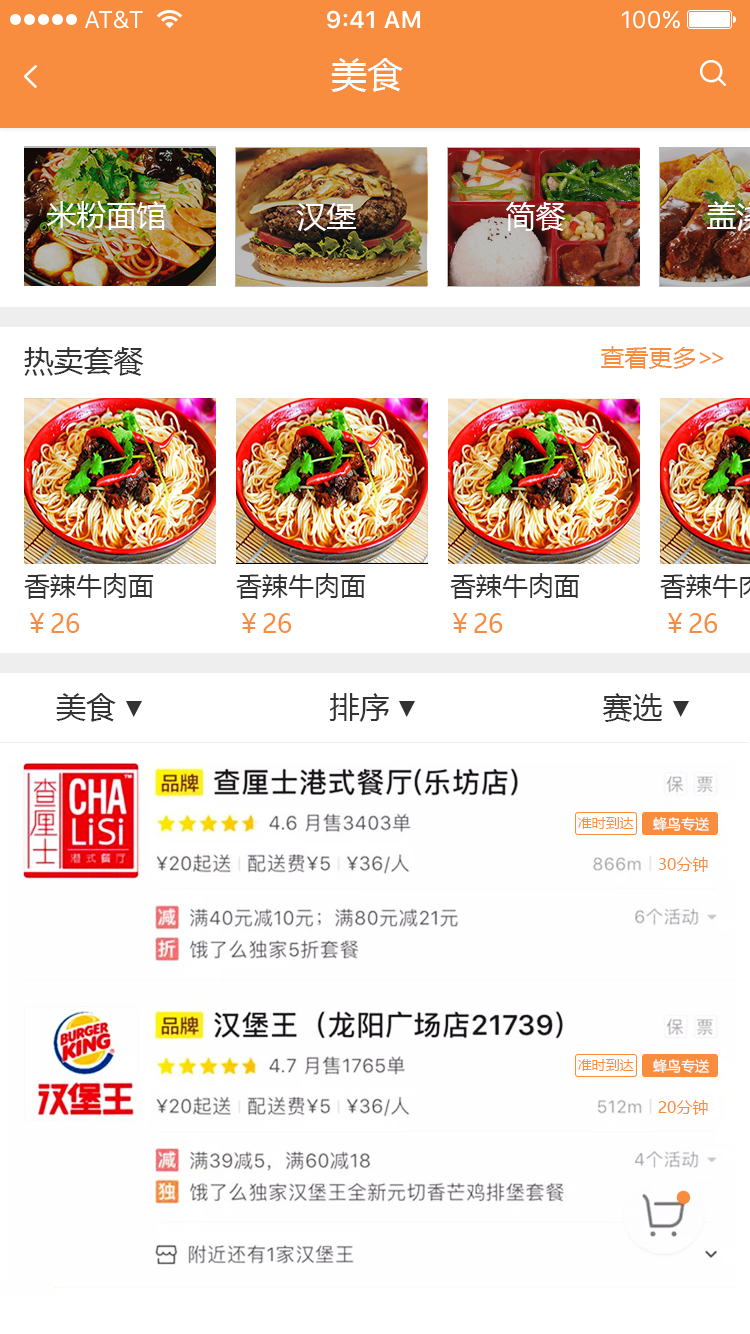 AT&T 9:41 AM 100%
美食
米粉面馆 汉堡 简餐 盖浇
热卖套餐 查看更多>>
香辣牛肉面 香辣牛肉面 香辣牛肉面 香辣牛肉
￥26 ￥26 ￥26 ￥26
美食 ▼ 排序 ▼ 赛选 ▼
查厘士 CHA LiSi ™ 港式餐厅
品牌 查厘士港式餐厅(乐坊店) 保 票
4.6 月售3403单 准时到达 蜂鸟专送
¥20起送 配送费¥5 ¥36/人 866m 30分钟
减 满40元减10元；满80元减21元 6个活动
折 饿了么独家5折套餐
BURGER KING 汉堡王
品牌 汉堡王（龙阳广场店21739） 保 票
4.7 月售1765单 准时到达 蜂鸟专送
¥20起送 配送费¥5 ¥36/人 512m 20分钟
减 满39减5，满60减18 4个活动
独 饿了么独家汉堡王全新元切香芒鸡排堡套餐
附近还有1家汉堡王